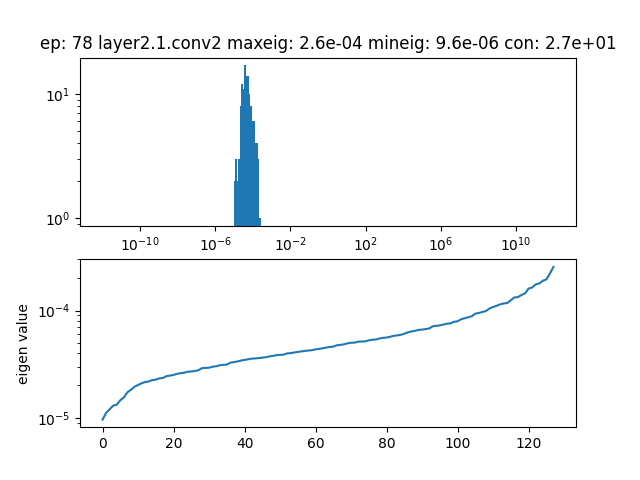 ep: 78 layer2.1.conv2 maxeig: 2.6e-04 mineig: 9.6e-06 con: 2.7e+01
10¹
10⁰
10⁻¹⁰ 10⁻⁶ 10⁻² 10² 10⁶ 10¹⁰
eigen value
10⁻⁴
10⁻⁵
0 20 40 60 80 100 120